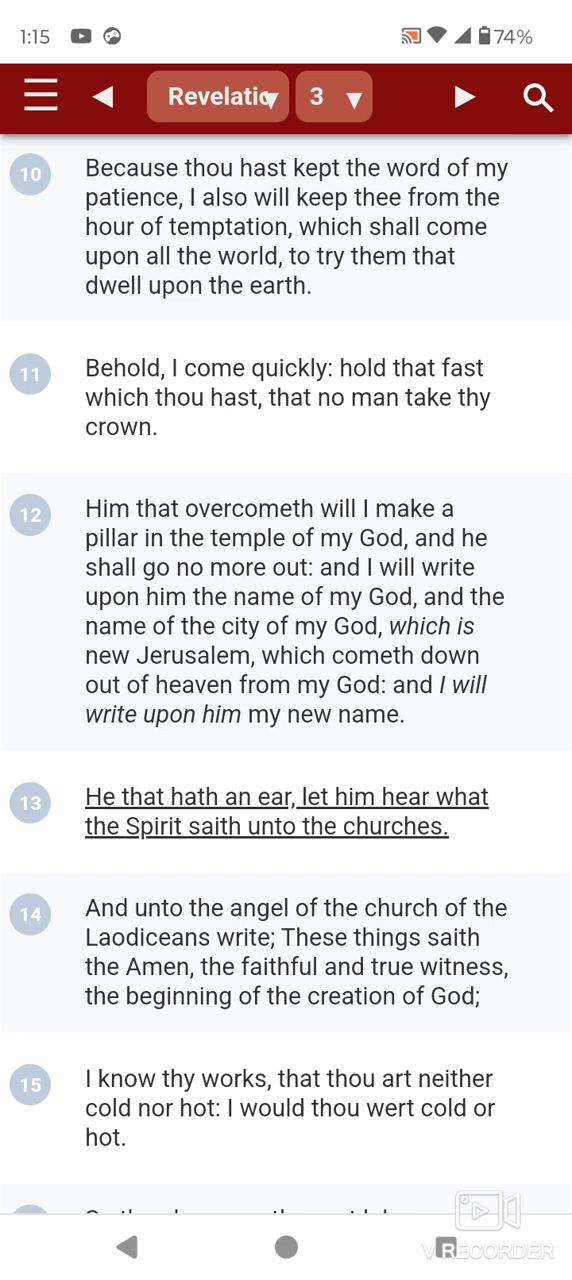 1:15 74%
Revelatio 3
10 Because thou hast kept the word of my
patience, I also will keep thee from the
hour of temptation, which shall come
upon all the world, to try them that
dwell upon the earth.
11 Behold, I come quickly: hold that fast
which thou hast, that no man take thy
crown.
12 Him that overcometh will I make a
pillar in the temple of my God, and he
shall go no more out: and I will write
upon him the name of my God, and the
name of the city of my God, which is
new Jerusalem, which cometh down
out of heaven from my God: and I will
write upon him my new name.
13 He that hath an ear, let him hear what
the Spirit saith unto the churches.
14 And unto the angel of the church of the
Laodiceans write; These things saith
the Amen, the faithful and true witness,
the beginning of the creation of God;
15 I know thy works, that thou art neither
cold nor hot: I would thou wert cold or
hot.
VRECORDER